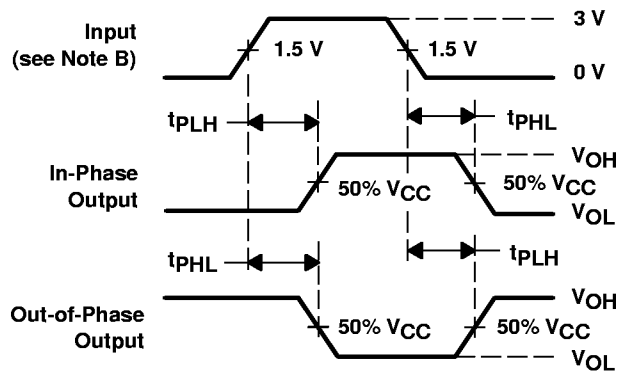 Input
(see Note B)
1.5 V
1.5 V
3 V
0 V
tPLH
tPHL
In-Phase
Output
50% VCC
50% VCC
VOH
VOL
tPHL
tPLH
Out-of-Phase
Output
50% VCC
50% VCC
VOH
VOL